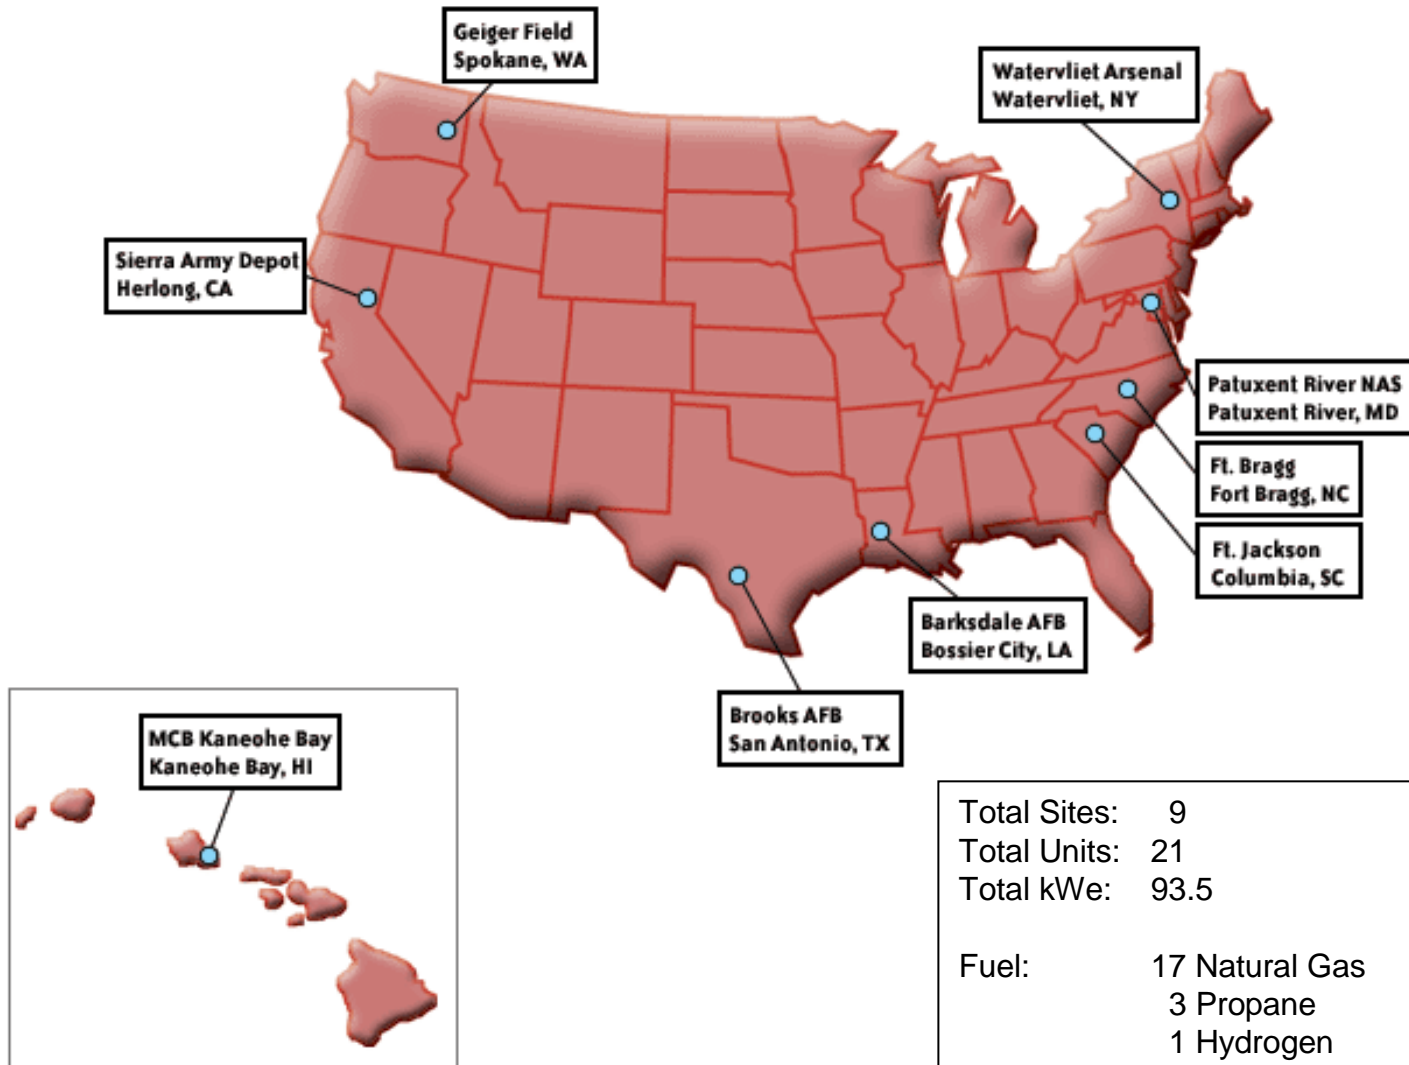 Geiger Field
Spokane, WA
Watervliet Arsenal
Watervliet, NY
Sierra Army Depot
Herlong, CA
Patuxent River NAS
Patuxent River, MD
Ft. Bragg
Fort Bragg, NC
Ft. Jackson
Columbia, SC
Barksdale AFB
Bossier City, LA
Brooks AFB
San Antonio, TX
MCB Kaneohe Bay
Kaneohe Bay, HI
Total Sites: 9
Total Units: 21
Total kWe: 93.5
Fuel: 17 Natural Gas
3 Propane
1 Hydrogen